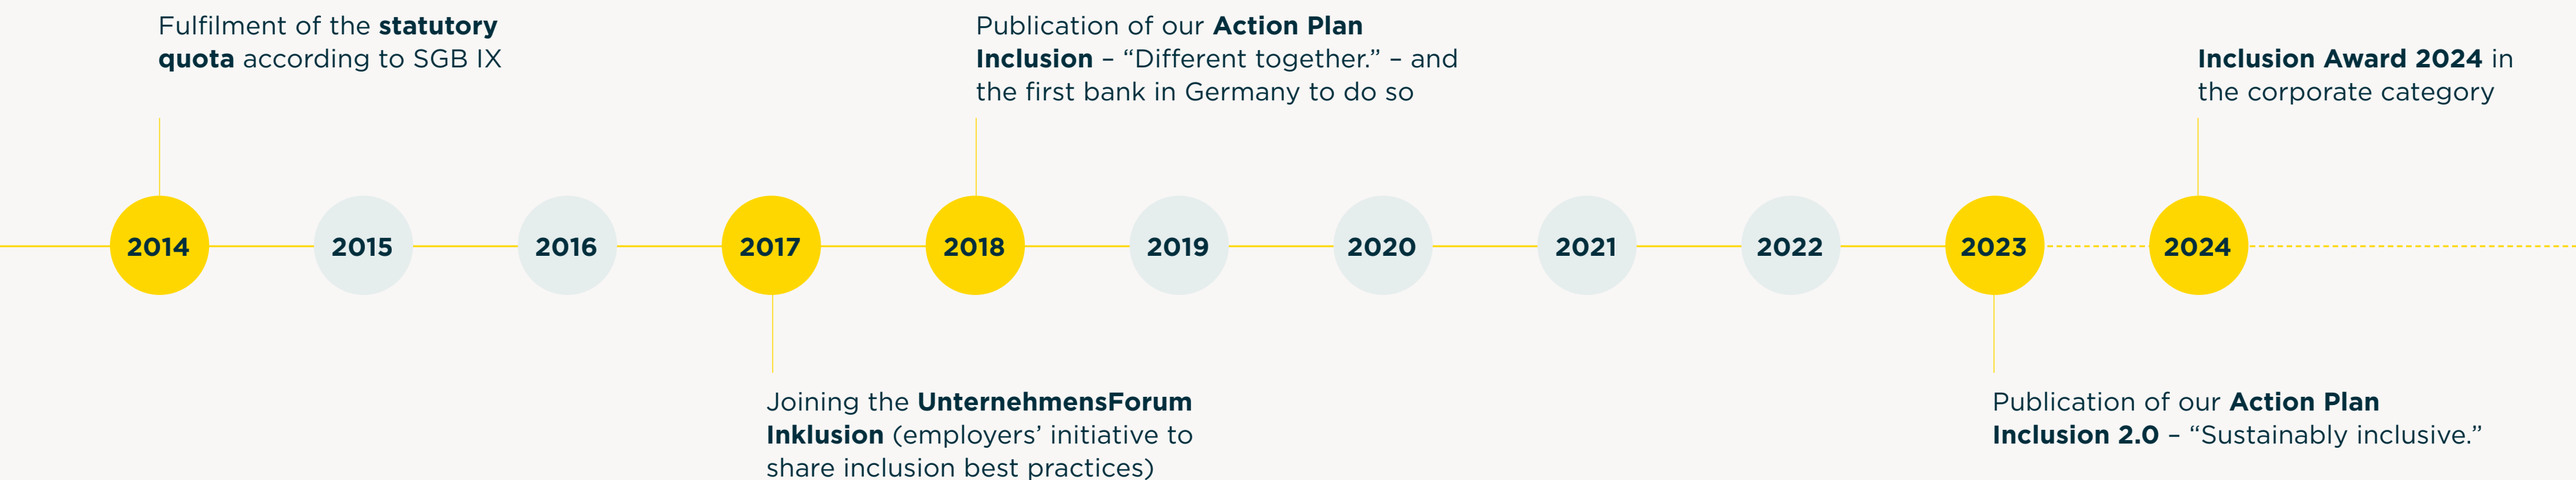 Fulfilment of the statutory
quota according to SGB IX
Publication of our Action Plan
Inclusion – “Different together.” – and
the first bank in Germany to do so
Inclusion Award 2024 in
the corporate category
2014
2015
2016
2017
2018
2019
2020
2021
2022
2023
2024
Joining the UnternehmensForum
Inklusion (employers’ initiative to
share inclusion best practices)
Publication of our Action Plan
Inclusion 2.0 – “Sustainably inclusive.”